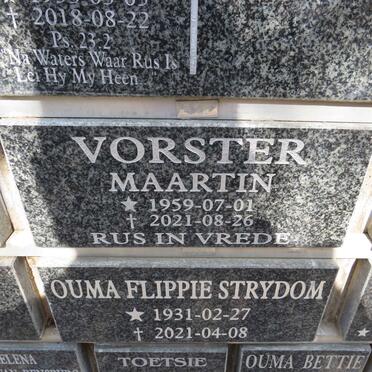 ✝ 2018-08-22
Ps. 23:2
Na Waters Waar Rus Is
Lei Hy My Heen
VORSTER
MAARTIN
★ 1959-07-01
✝ 2021-08-26
RUS IN VREDE
OUMA FLIPPIE STRYDOM
★ 1931-02-27
✝ 2021-04-08
TOETSIE
OUMA BETTIE